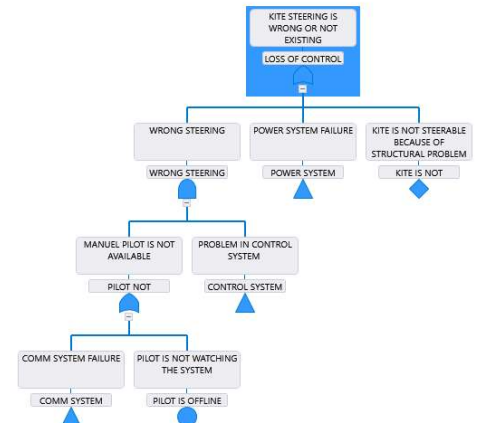 KITE STEERING IS
WRONG OR NOT
EXISTING
LOSS OF CONTROL
WRONG STEERING
POWER SYSTEM FAILURE
KITE IS NOT STEERABLE
BECAUSE OF
STRUCTURAL PROBLEM
WRONG STEERING
POWER SYSTEM
KITE IS NOT
MANUEL PILOT IS NOT
AVAILABLE
PROBLEM IN CONTROL
SYSTEM
PILOT NOT
CONTROL SYSTEM
COMM SYSTEM FAILURE
PILOT IS NOT WATCHING
THE SYSTEM
COMM SYSTEM
PILOT IS OFFLINE